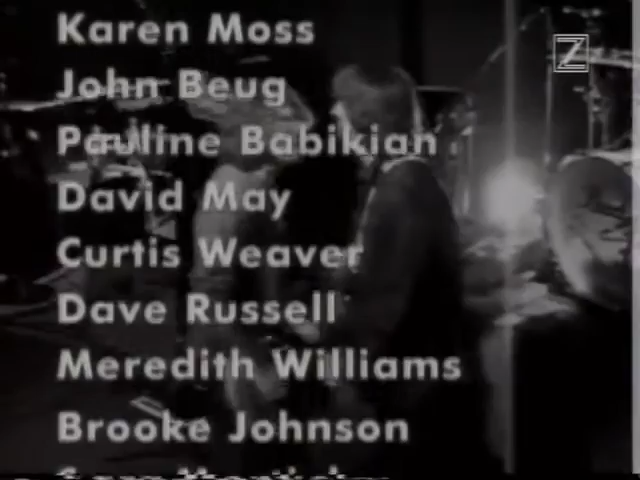 Karen Moss
Z
John Beug
Pauline Babikian
David May
Curtis Weaver
Dave Russell
Meredith Williams
Brooke Johnson